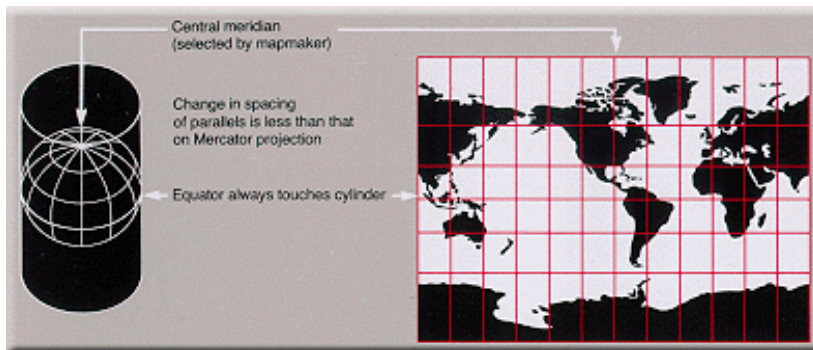 Central meridian
(selected by mapmaker)
Change in spacing
of parallels is less than that
on Mercator projection
Equator always touches cylinder